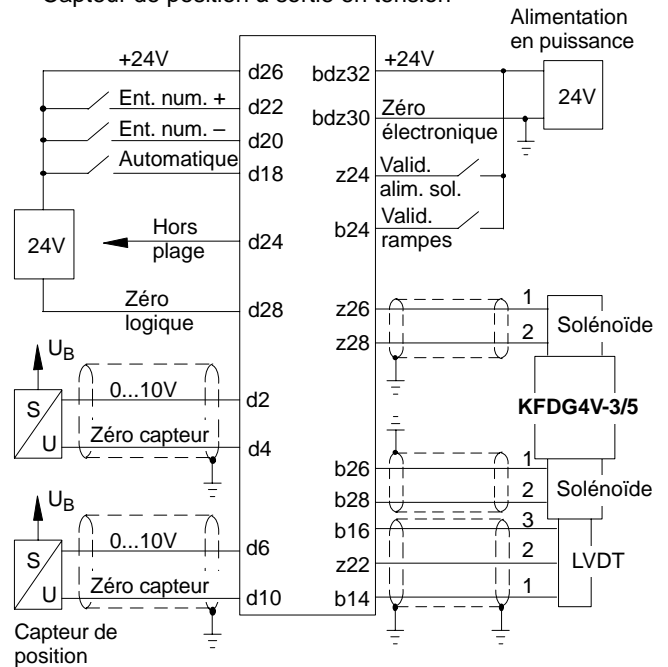 Capteur de position à sortie en tension
Alimentation
en puissance
+24V
d26
bdz32
+24V
24V
Ent. num. +
d22
Ent. num. –
d20
bdz30
Zéro
électronique
Automatique
d18
z24
Valid.
alim. sol.
b24
Valid.
rampes
24V
Hors
plage
d24
Zéro
logique
d28
z26
1
Solénoïde
z28
2
UB
S
U
0...10V
d2
Zéro capteur
d4
KFDG4V-3/5
b26
1
Solénoïde
b28
2
UB
S
U
0...10V
d6
b16
3
LVDT
z22
2
Zéro capteur
d10
b14
1
Capteur de
position